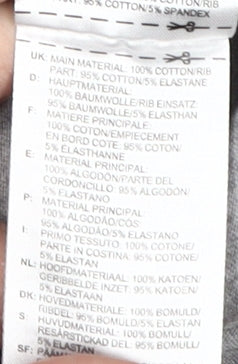 PART: 95% COTTON/5% SPANDEX
UK: MAIN MATERIAL: 100% COTTON/RIB
PART: 95% COTTON/5% ELASTANE
D: HAUPTMATERIAL:
100% BAUMWOLLE/RIB EINSATZ:
95% BAUMWOLLE/5% ELASTHAN
F: MATIERE PRINCIPALE:
100% COTON/EMPIECEMENT
EN BORD COTE: 95% COTON/
5% ELASTHANNE
E: MATERIAL PRINCIPAL:
100% ALGODÓN/PARTE DEL
CORDONCILLO: 95% ALGODÓN/
5% ELASTANO
P: MATERIAL PRINCIPAL:
100% ALGODÃO/CÓS:
95% ALGODÃO/5% ELASTANO
I: PRIMO TESSUTO: 100% COTONE/
PARTE IN COSTINA: 95% COTONE/
5% ELASTAN
NL: HOOFDMATERIAAL: 100% KATOEN/
GERIBBELDE INZET: 95% KATOEN/
5% ELASTAAN
DK: HOVEDMATERIALE: 100% BOMULD/
RIBDEL: 95% BOMULD/5% ELASTAN
S: HUVUDMATERIAL: 100% BOMULL/
RESÅRSTICKAD DEL: 95% BOMULL/
5% ELASTAN
SF: